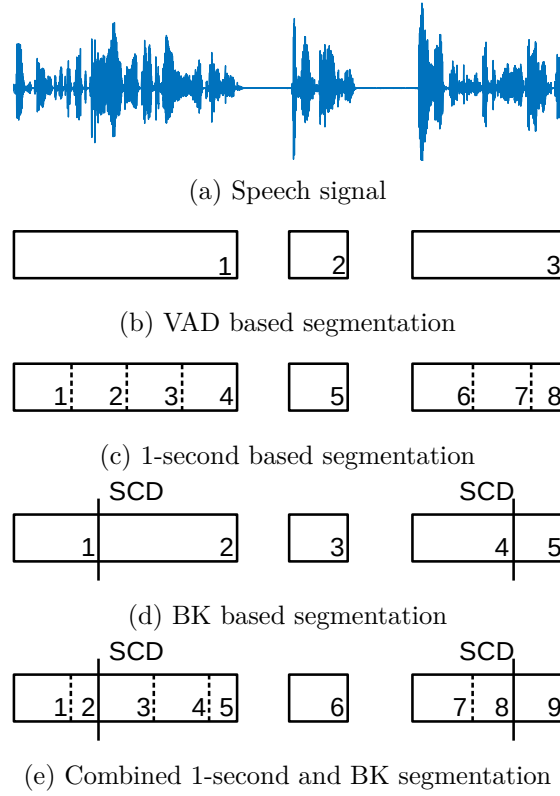 (a) Speech signal
1 2 3
(b) VAD based segmentation
1 2 3 4 5 6 7 8
(c) 1-second based segmentation
SCD SCD
1 2 3 4 5
(d) BK based segmentation
SCD SCD
1 2 3 4 5 6 7 8 9
(e) Combined 1-second and BK segmentation